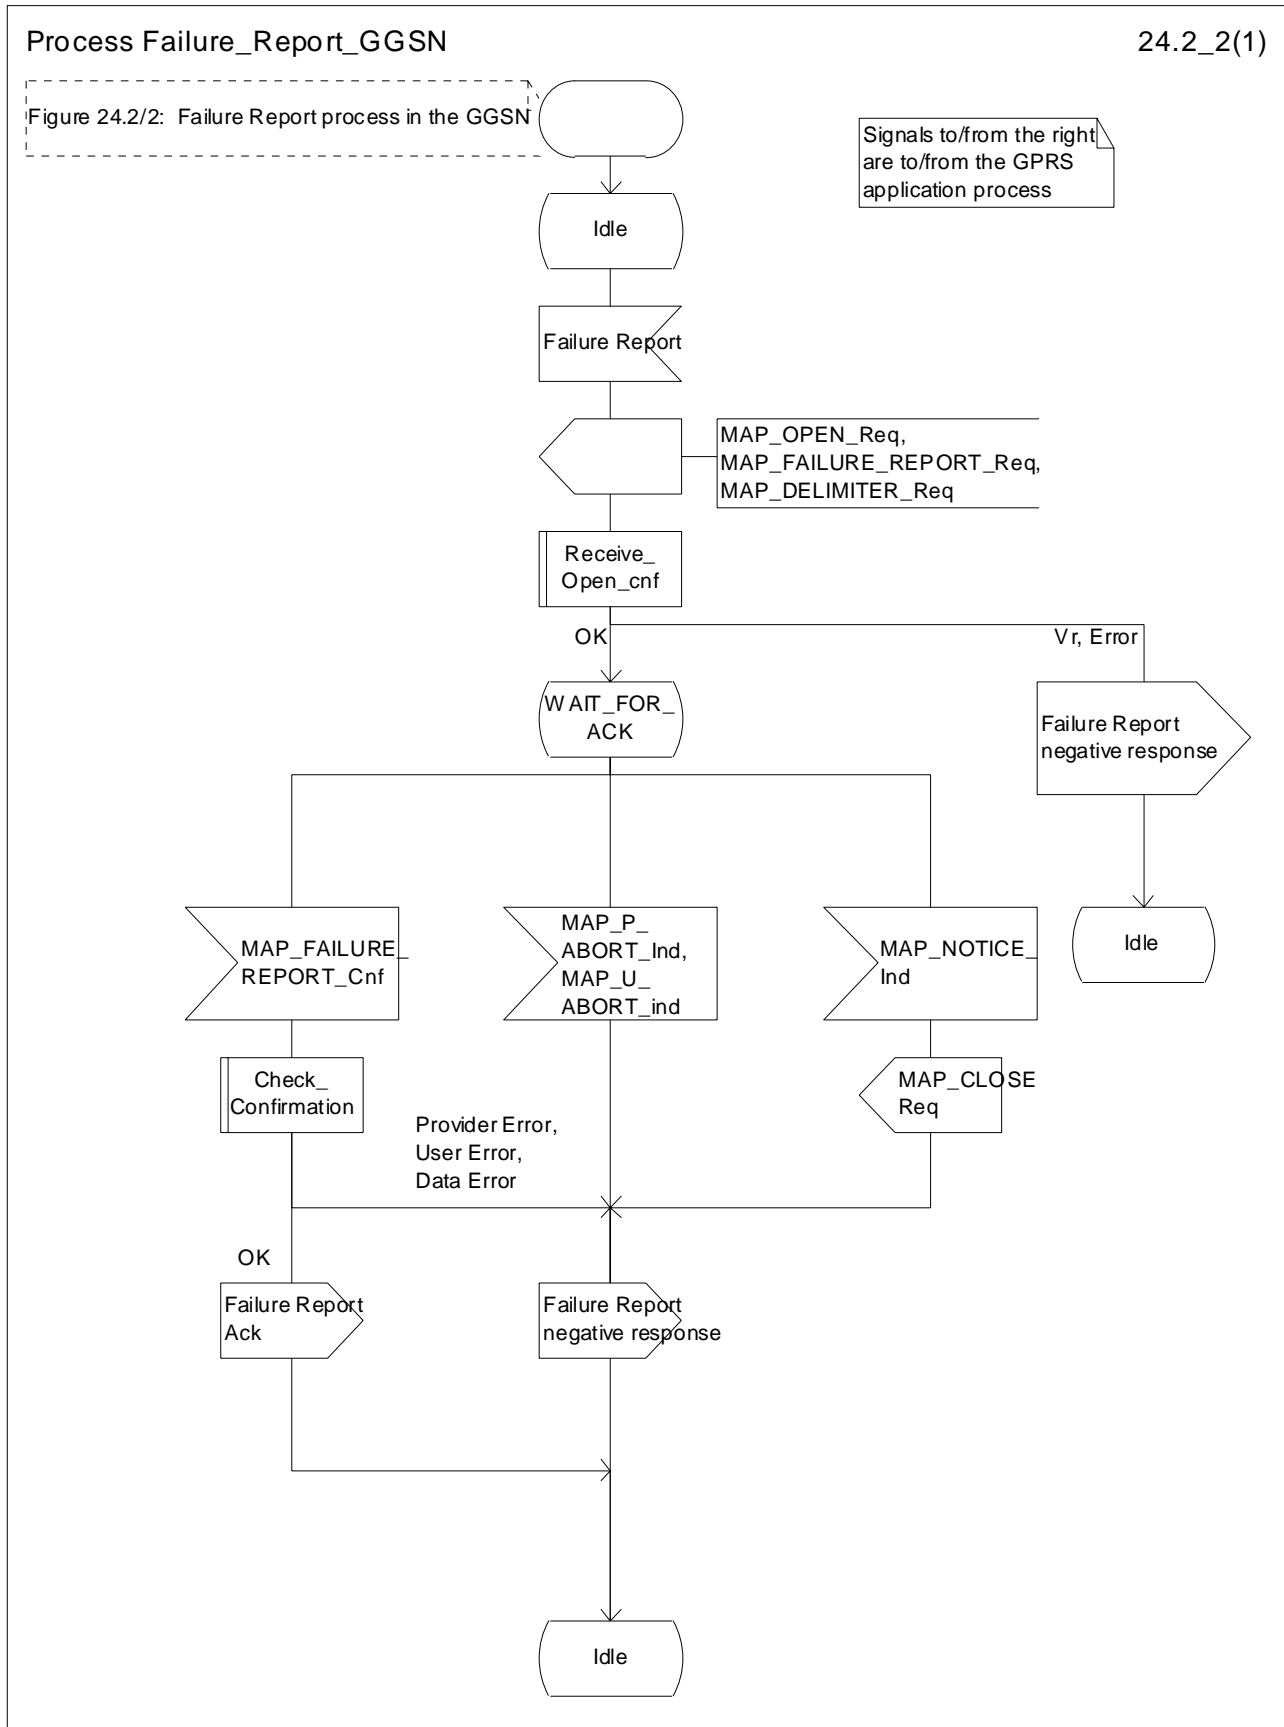 Process Failure_Report_GGSN
24.2_2(1)
Figure 24.2/2: Failure Report process in the GGSN
Signals to/from the right
are to/from the GPRS
application process
Idle
Failure Report
MAP_OPEN_Req,
MAP_FAILURE_REPORT_Req,
MAP_DELIMITER_Req
Receive_
Open_cnf
OK
Vr, Error
WAIT_FOR_
ACK
Failure Report
negative response
MAP_FAILURE_
REPORT_Cnf
MAP_P_
ABORT_Ind,
MAP_U_
ABORT_ind
MAP_NOTICE_
Ind
Idle
Check_
Confirmation
MAP_CLOSE
Req
Provider Error,
User Error,
Data Error
OK
Failure Report
Ack
Failure Report
negative response
Idle